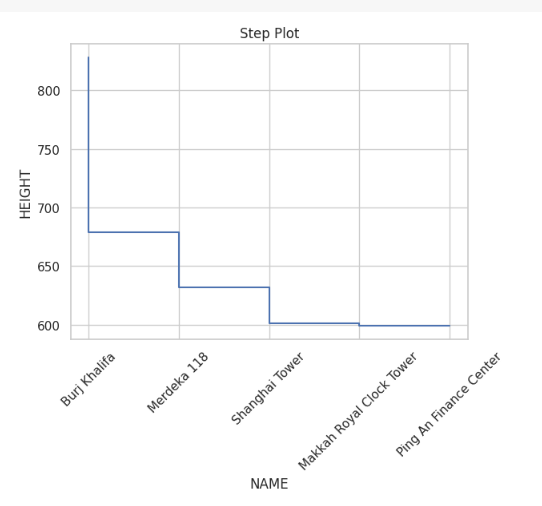 Step Plot
HEIGHT
800
750
700
650
600
Burj Khalifa
Merdeka 118
Shanghai Tower
Makkah Royal Clock Tower
Ping An Finance Center
NAME